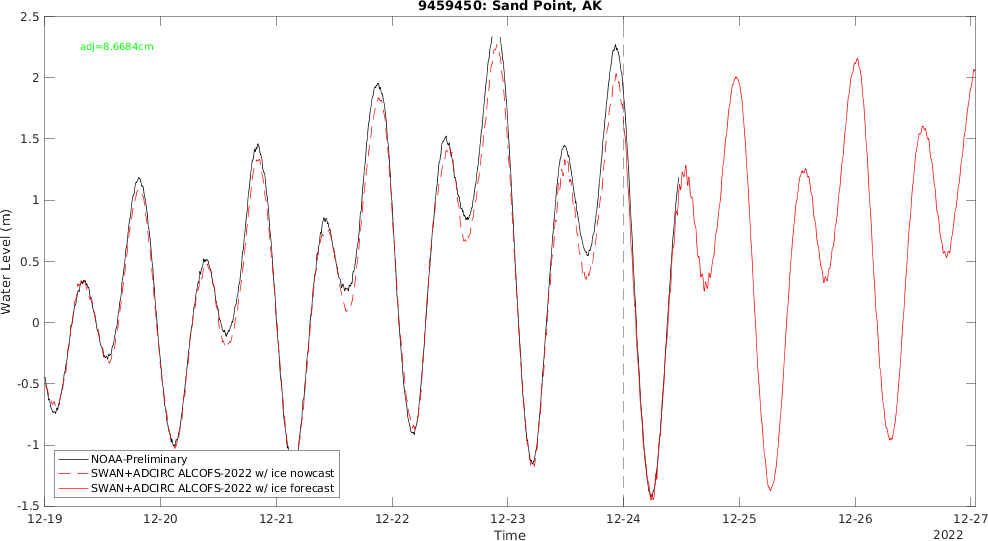 9459450: Sand Point, AK
adj=8.6684cm
Water Level (m)
2.5
2
1.5
1
0.5
0
-0.5
-1
-1.5
NOAA-Preliminary
SWAN+ADCIRC ALCOFS-2022 w/ ice nowcast
SWAN+ADCIRC ALCOFS-2022 w/ ice forecast
12-19 12-20 12-21 12-22 12-23 12-24 12-25 12-26 12-27
Time
2022